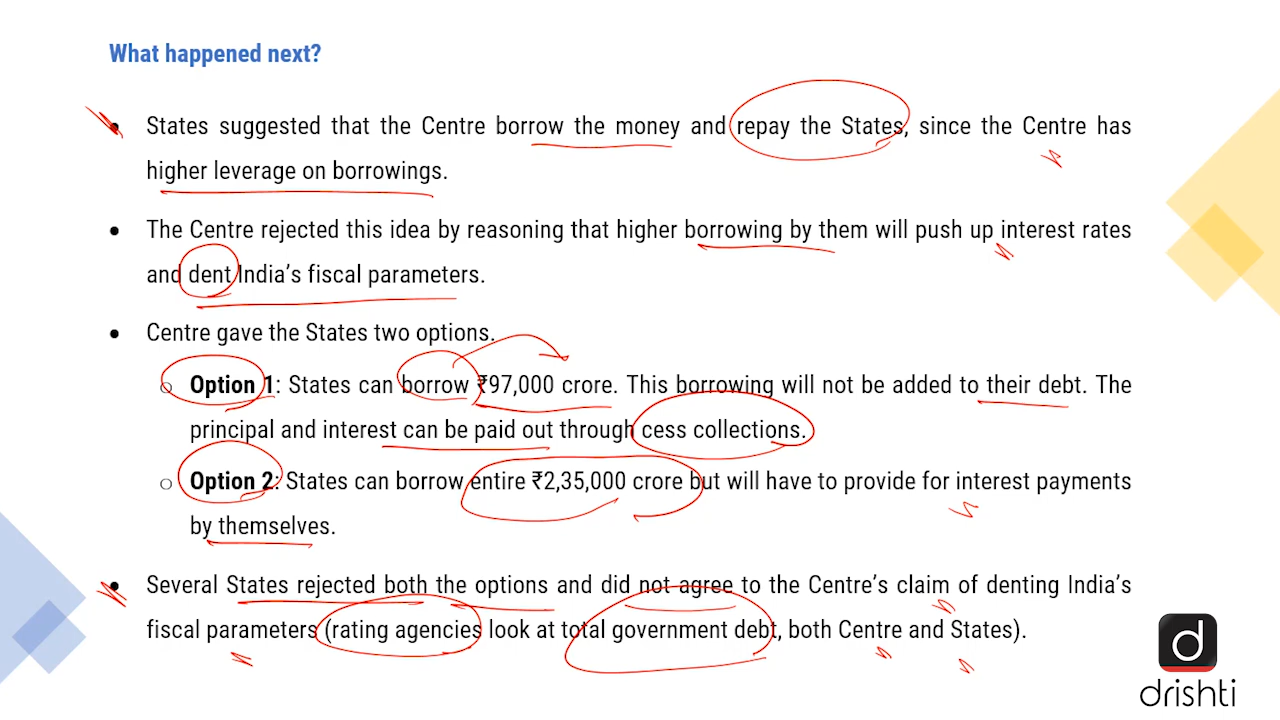 What happened next?
• States suggested that the Centre borrow the money and repay the States, since the Centre has
higher leverage on borrowings.
• The Centre rejected this idea by reasoning that higher borrowing by them will push up interest rates
and dent India's fiscal parameters.
• Centre gave the States two options.
o Option 1: States can borrow ₹97,000 crore. This borrowing will not be added to their debt. The
principal and interest can be paid out through cess collections.
o Option 2: States can borrow entire ₹2,35,000 crore but will have to provide for interest payments
by themselves.
• Several States rejected both the options and did not agree to the Centre's claim of denting India's
fiscal parameters (rating agencies look at total government debt, both Centre and States).
d
drishti